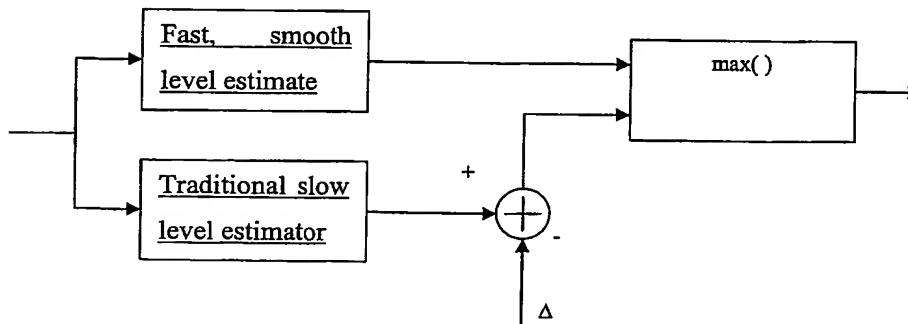 Fast, smooth
level estimate
max( )
Traditional slow
level estimator
+
-
Δ